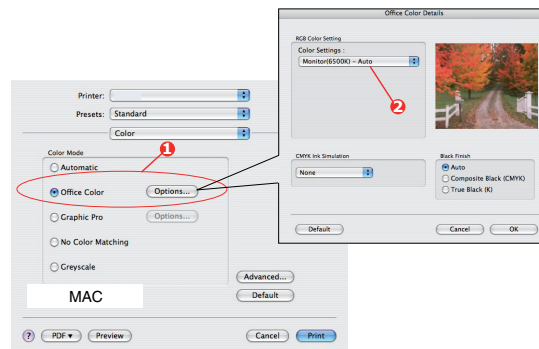 Office Color Details
RGB Color Setting
Color Settings :
Monitor(6500K) - Auto
2
CMYK Ink Simulation
None
Black Finish
Auto
Composite Black (CMYK)
True Black (K)
Default
Cancel
OK
Printer:
Presets: Standard
Color
1
Color Mode
Automatic
Office Color
Options...
Graphic Pro
Options...
No Color Matching
Greyscale
MAC
Advanced...
Default
?
PDF ▾
Preview
Cancel
Print